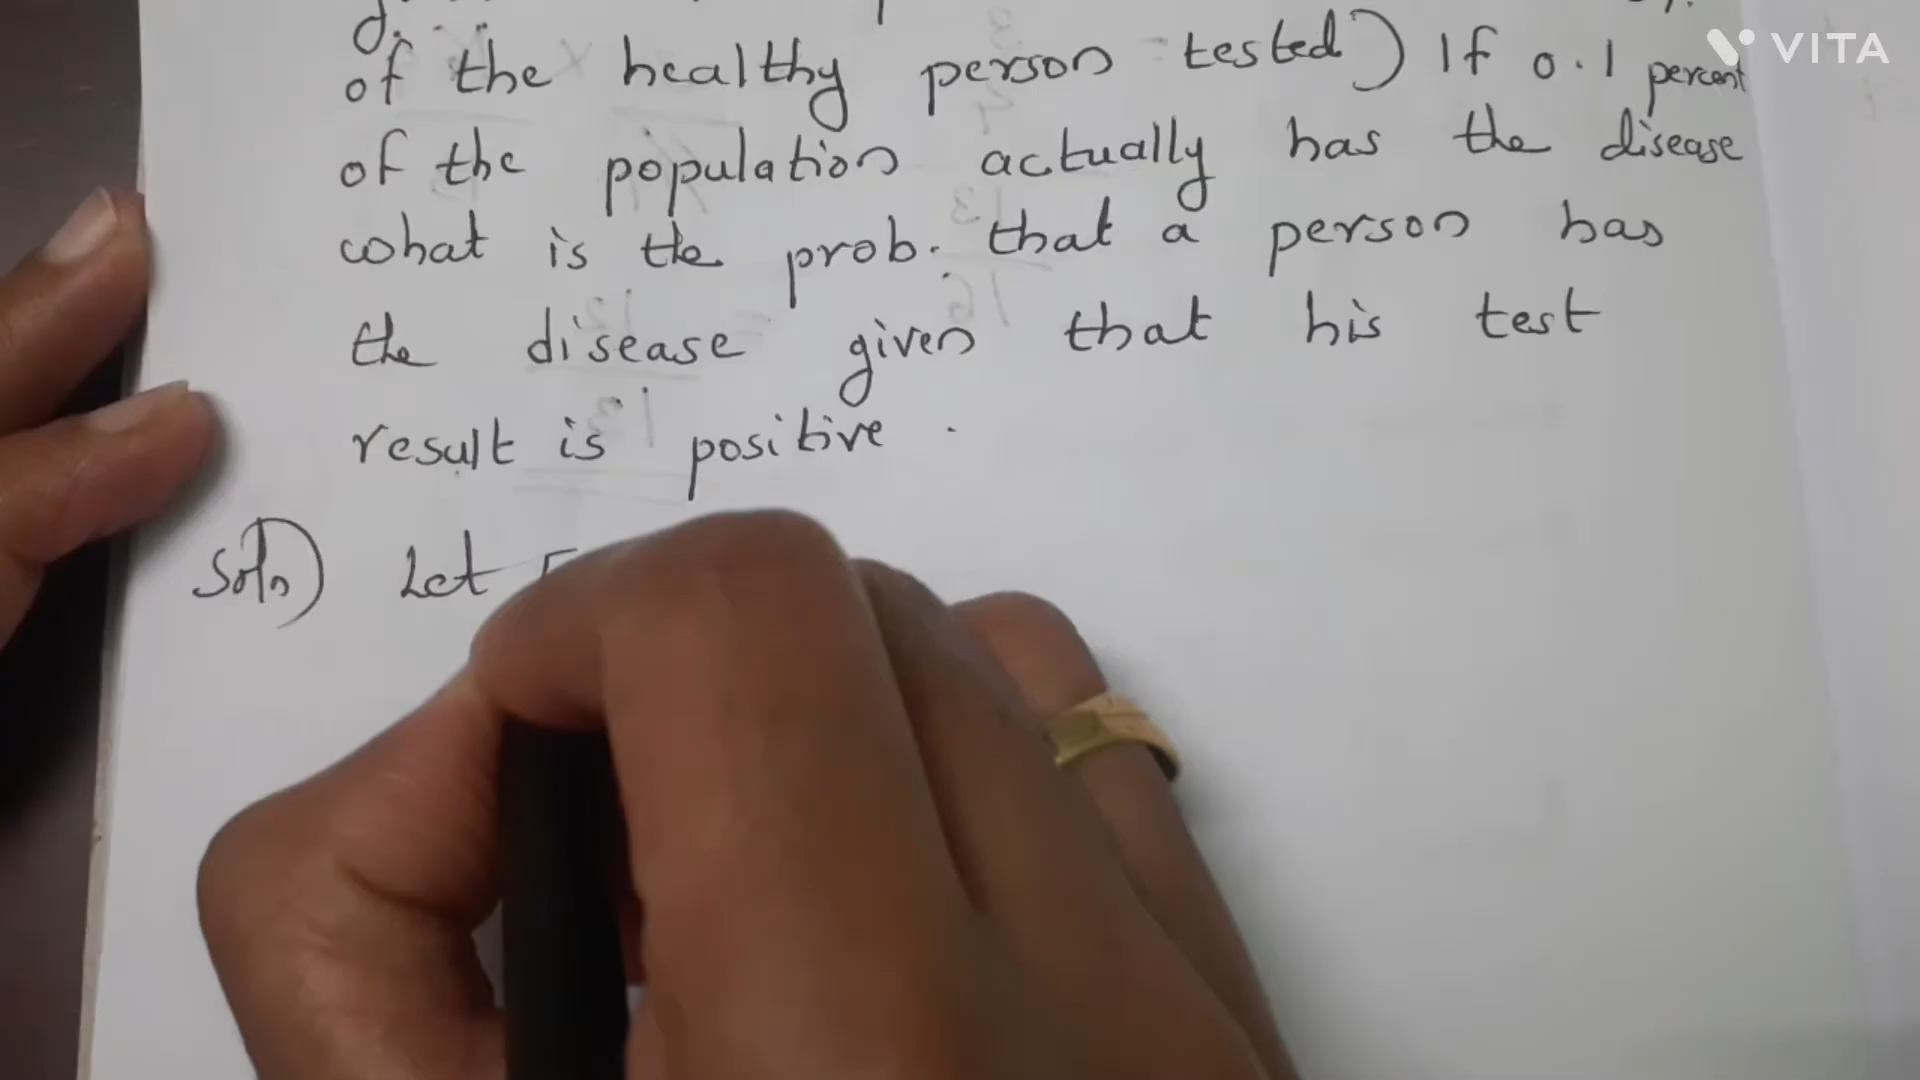 of the healthy person tested) If 0.1 percent
of the population actually has the disease
what is the prob. that a person has
the disease given that his test
result is positive.
Soln) Let
VITA